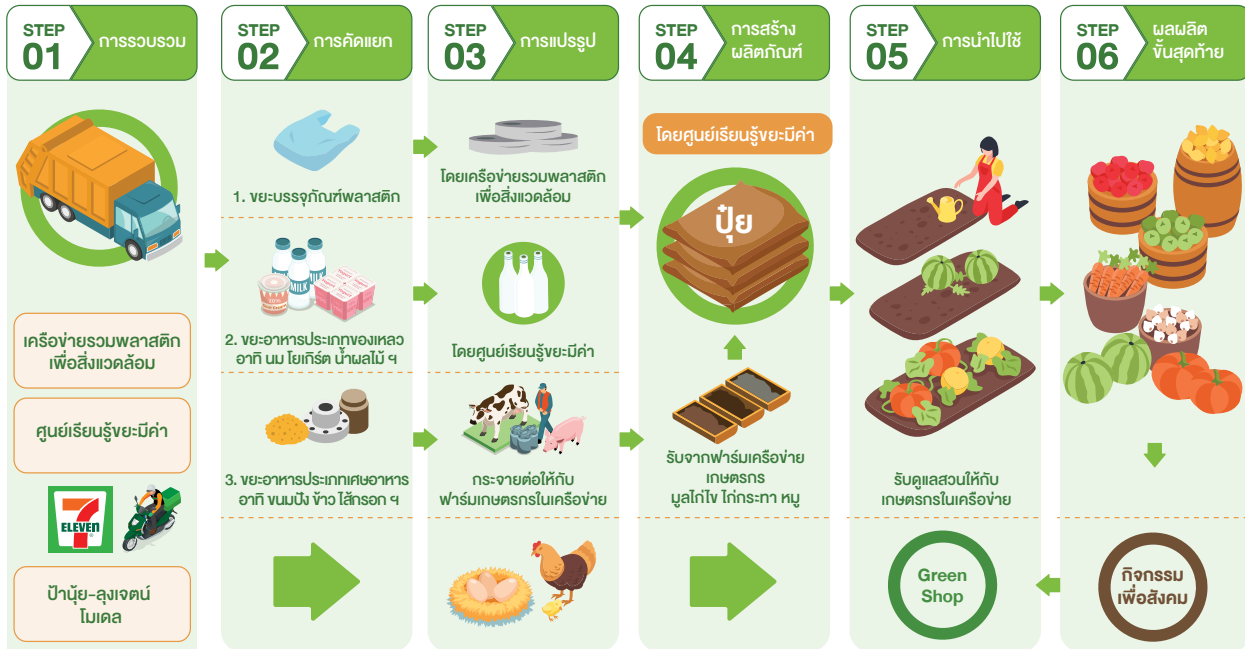 STEP
01
การรวบรวม
เครือข่ายรวมพลาสติก
เพื่อสิ่งแวดล้อม
ศูนย์เรียนรู้ขยะมีค่า
7
ELEVEN
ป้านุ้ย-ลุงเจตน์
โมเดล
STEP
02
การคัดแยก
1. ขยะบรรจุภัณฑ์พลาสติก
MILK
2. ขยะอาหารประเภทของเหลว
อาทิ นม โยเกิร์ต น้ำผลไม้ ฯ
3. ขยะอาหารประเภทเศษอาหาร
อาทิ ขนมปัง ข้าว ไส้กรอก ฯ
STEP
03
การแปรรูป
โดยเครือข่ายรวมพลาสติก
เพื่อสิ่งแวดล้อม
โดยศูนย์เรียนรู้ขยะมีค่า
กระจายต่อให้กับ
ฟาร์มเกษตรกรในเครือข่าย
STEP
04
การสร้าง
ผลิตภัณฑ์
โดยศูนย์เรียนรู้ขยะมีค่า
ปุ๋ย
รับจากฟาร์มเครือข่าย
เกษตรกร
มูลไก่ไข่ ไก่กระทา หมู
STEP
05
การนำไปใช้
รับดูแลสวนให้กับ
เกษตรกรในเครือข่าย
Green
Shop
STEP
06
ผลผลิต
ขั้นสุดท้าย
กิจกรรม
เพื่อสังคม